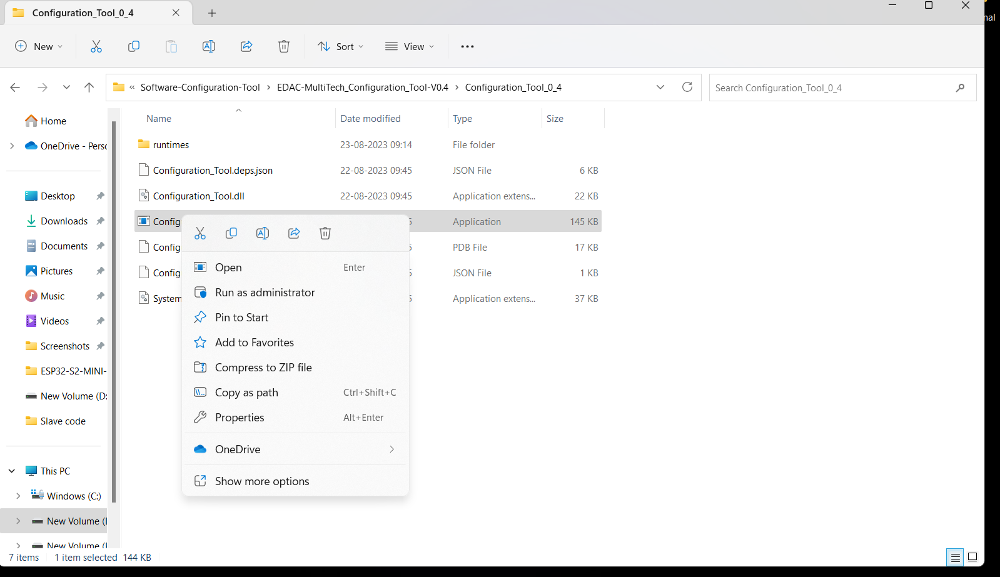 Configuration_Tool_0_4
nal
New
Sort
View
« Software-Configuration-Tool > EDAC-MultiTech_Configuration_Tool-V0.4 > Configuration_Tool_0_4
Search Configuration_Tool_0_4
Home
OneDrive - Perso
Desktop
Downloads
Documents
Pictures
Music
Videos
Screenshots
ESP32-S2-MINI-
New Volume (D:
Slave code
This PC
Windows (C:)
New Volume (
New Volume (
Name Date modified Type Size
runtimes 23-08-2023 09:14 File folder
Configuration_Tool.deps.json 22-08-2023 09:45 JSON File 6 KB
Configuration_Tool.dll 22-08-2023 09:45 Application extens... 22 KB
Config 5 Application 145 KB
Config 5 PDB File 17 KB
Config 5 JSON File 1 KB
System 5 Application extens... 37 KB
Open Enter
Run as administrator
Pin to Start
Add to Favorites
Compress to ZIP file
Copy as path Ctrl+Shift+C
Properties Alt+Enter
OneDrive
Show more options
7 items 1 item selected 144 KB